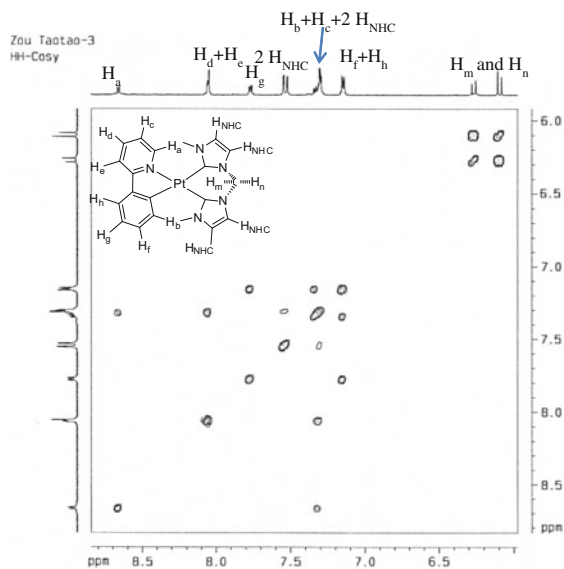 Zou Taotao-3
HH-Cosy
H_b+H_c+2 H_NHC
H_a
H_d+H_e
H_g
2 H_NHC
H_f+H_h
H_m and H_n
H_d
H_c
H_e
H_a
N
Pt
H_h
H_g
H_f
H_b
N
N
H_NHC
H_NHC
H_m
H_n
N
N
H_NHC
H_NHC
6.0
6.5
7.0
7.5
8.0
8.5
ppm
ppm 8.5 8.0 7.5 7.0 6.5